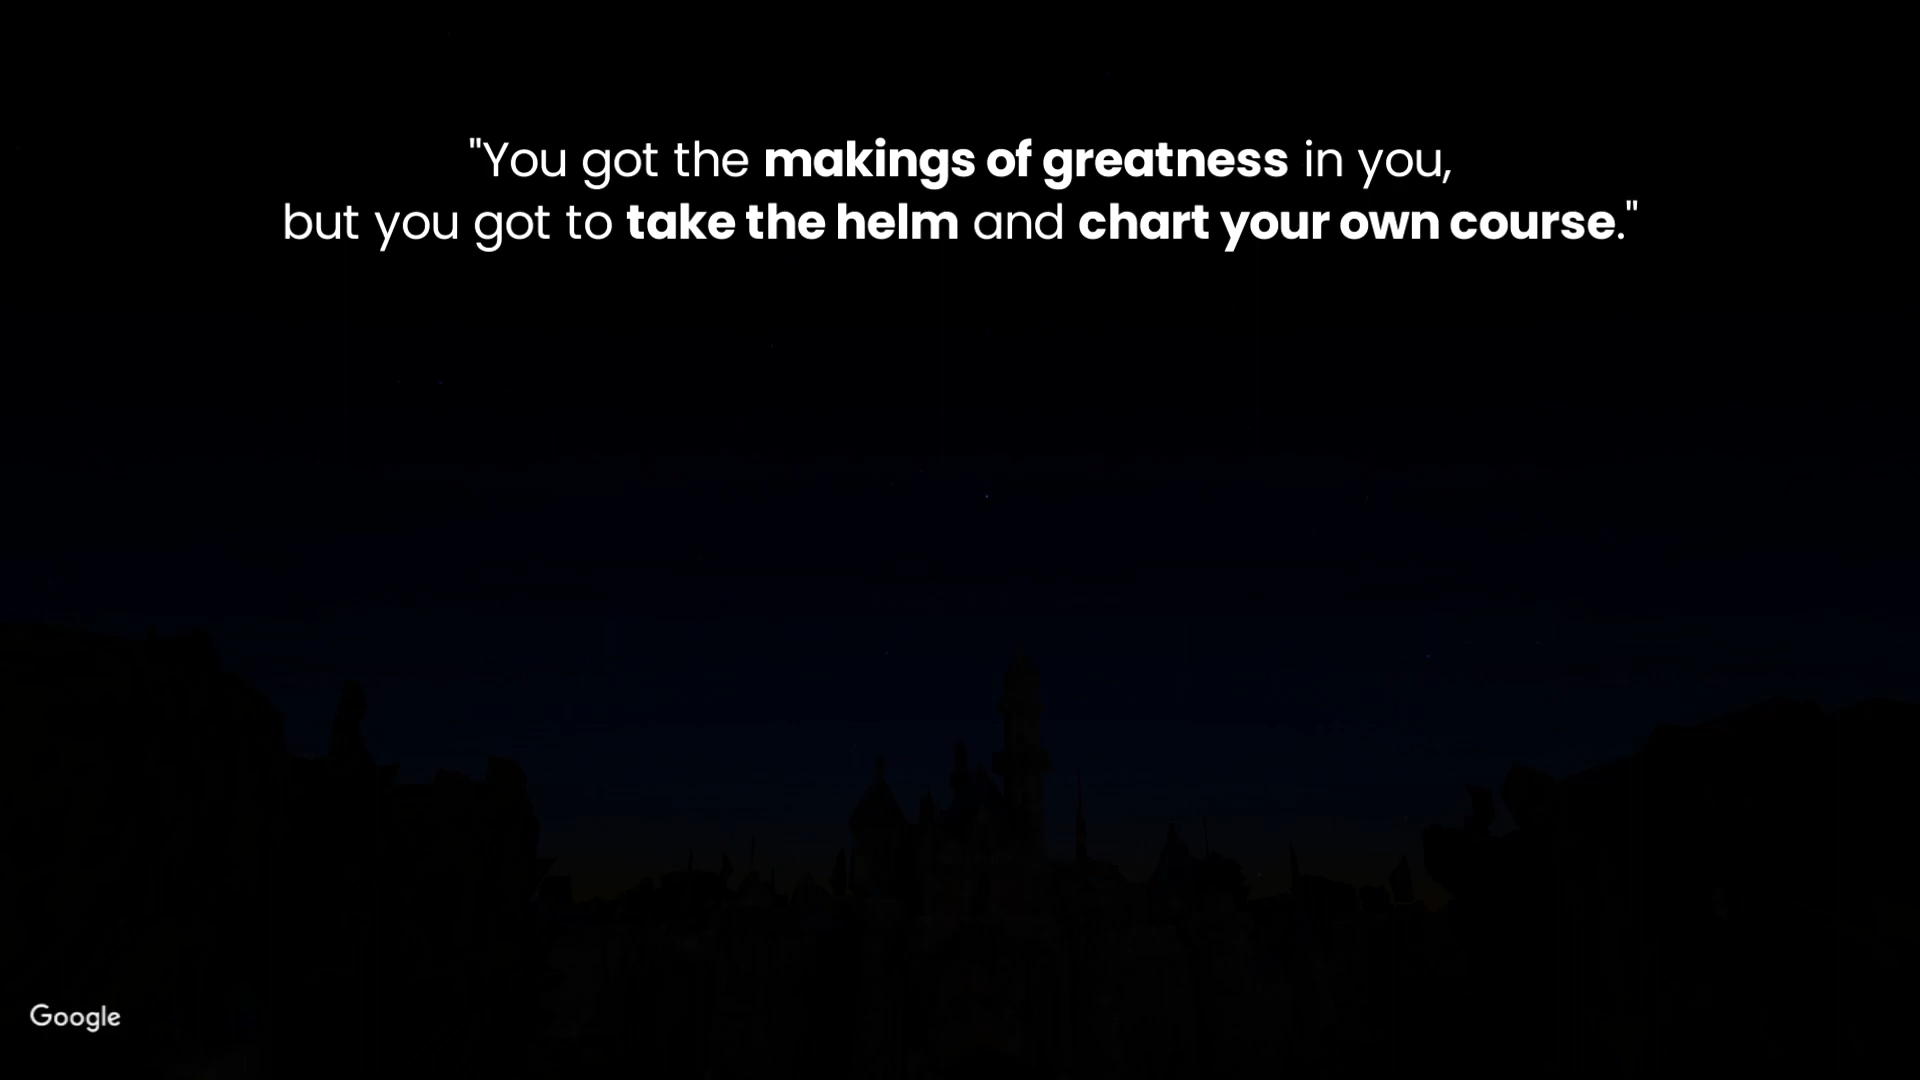 "You got the makings of greatness in you,
but you got to take the helm and chart your own course."
Google